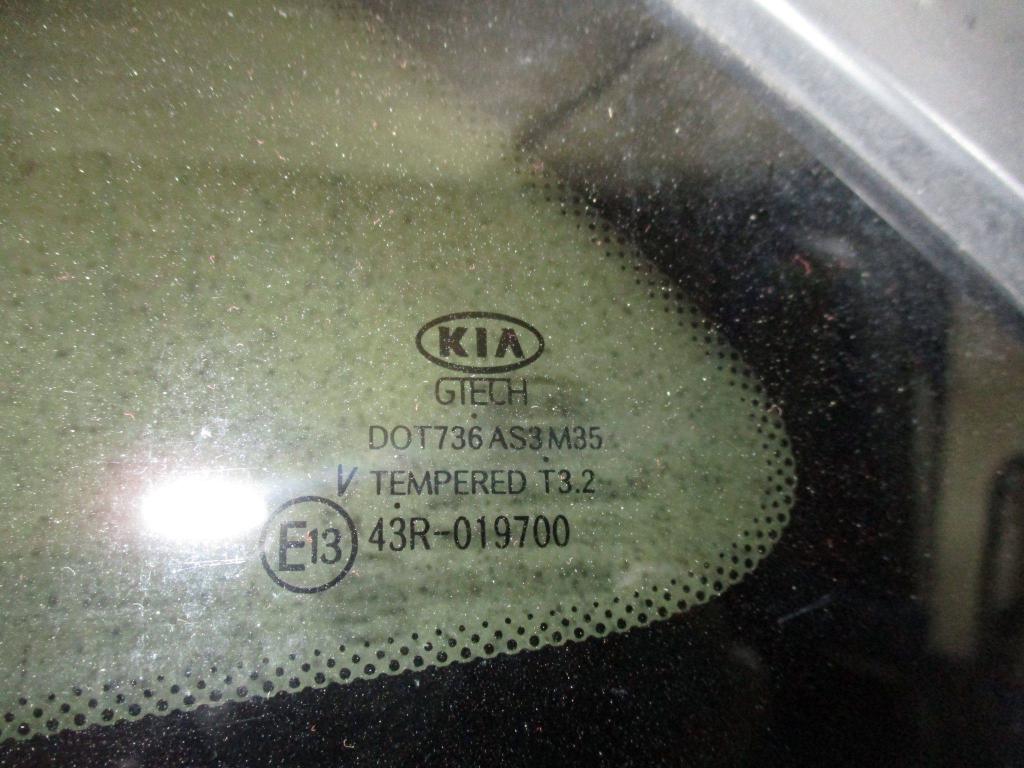 KIA
GTECH
DOT736 AS3 M35
V TEMPERED T3.2
E13 43R-019700